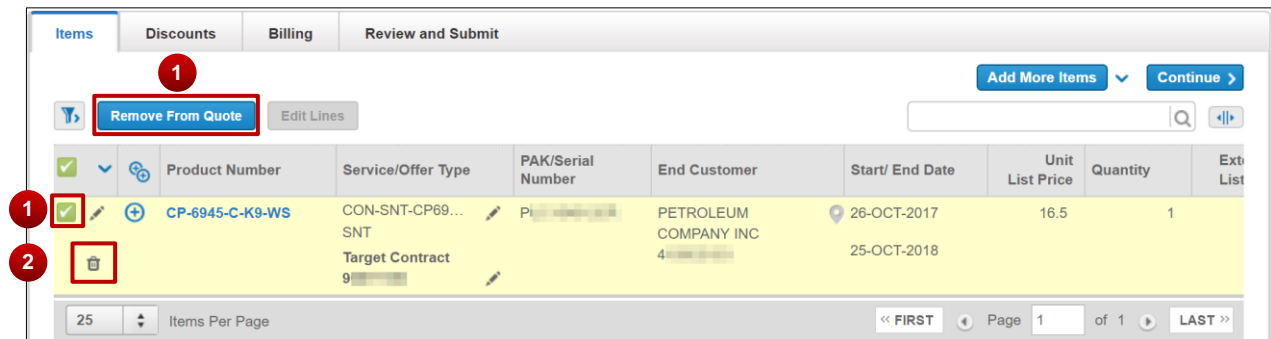 Items Discounts Billing Review and Submit
1
Add More Items Continue
Remove From Quote Edit Lines
Product Number Service/Offer Type PAK/Serial Number End Customer Start/ End Date Unit List Price Quantity List
1 CP-6945-C-K9-WS CON-SNT-CP69... P PETROLEUM 26-OCT-2017 16.5 1
SNT COMPANY INC
Target Contract 4 25-OCT-2018
2
9
25 Items Per Page << FIRST Page 1 of 1 LAST >>